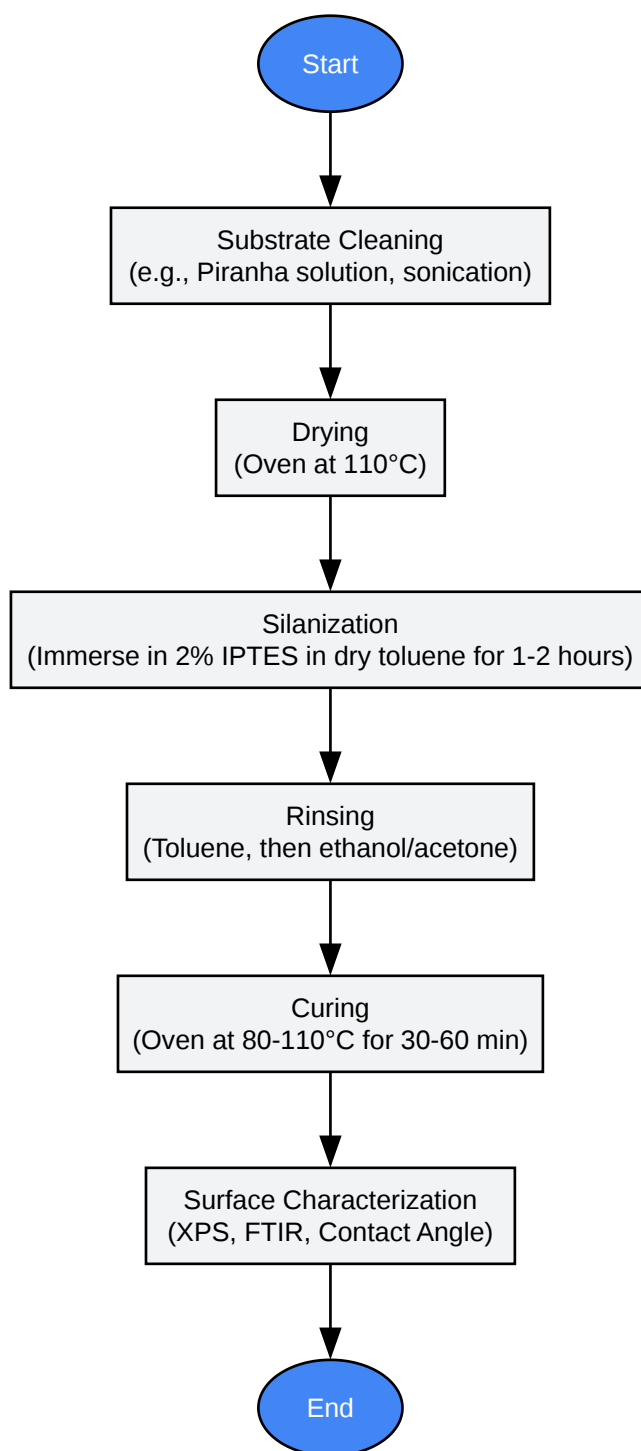 Start
Substrate Cleaning
(e.g., Piranha solution, sonication)
Drying
(Oven at 110°C)
Silanization
(Immerse in 2% IPTES in dry toluene for 1-2 hours)
Rinsing
(Toluene, then ethanol/acetone)
Curing
(Oven at 80-110°C for 30-60 min)
Surface Characterization
(XPS, FTIR, Contact Angle)
End